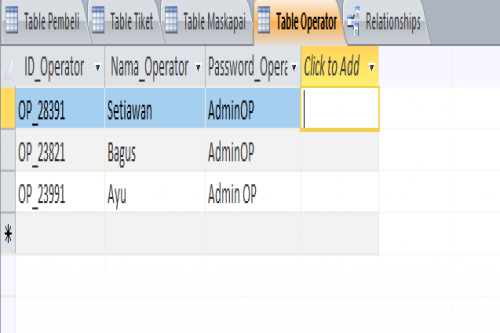 Table Pembeli Table Tiket Table Maskapai Table Operator Relationships
ID_Operator Nama_Operator Password_Opera Click to Add
OP_28391 Setiawan AdminOP
OP_23821 Bagus AdminOP
OP_23991 Ayu Admin OP